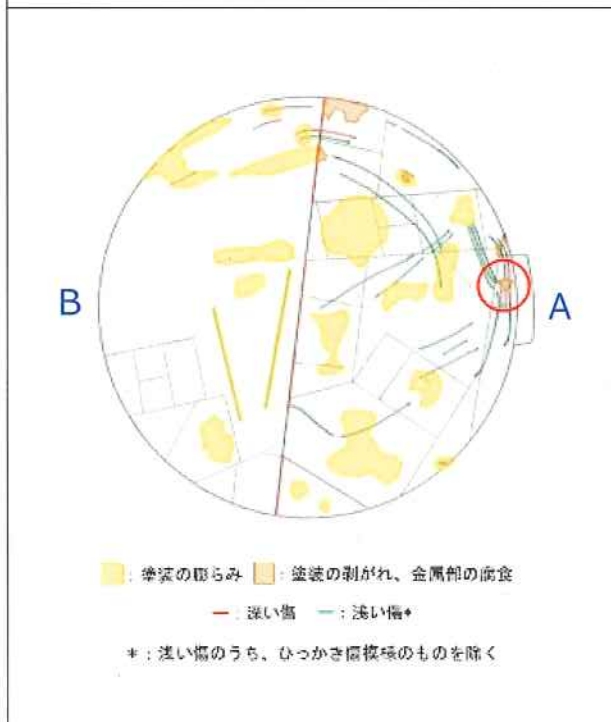 B
A
: 塗装の膨らみ : 塗装の剥がれ、金属部の腐食
: 深い傷 : 浅い傷*
* : 浅い傷のうち、ひっかき傷模様のものを除く